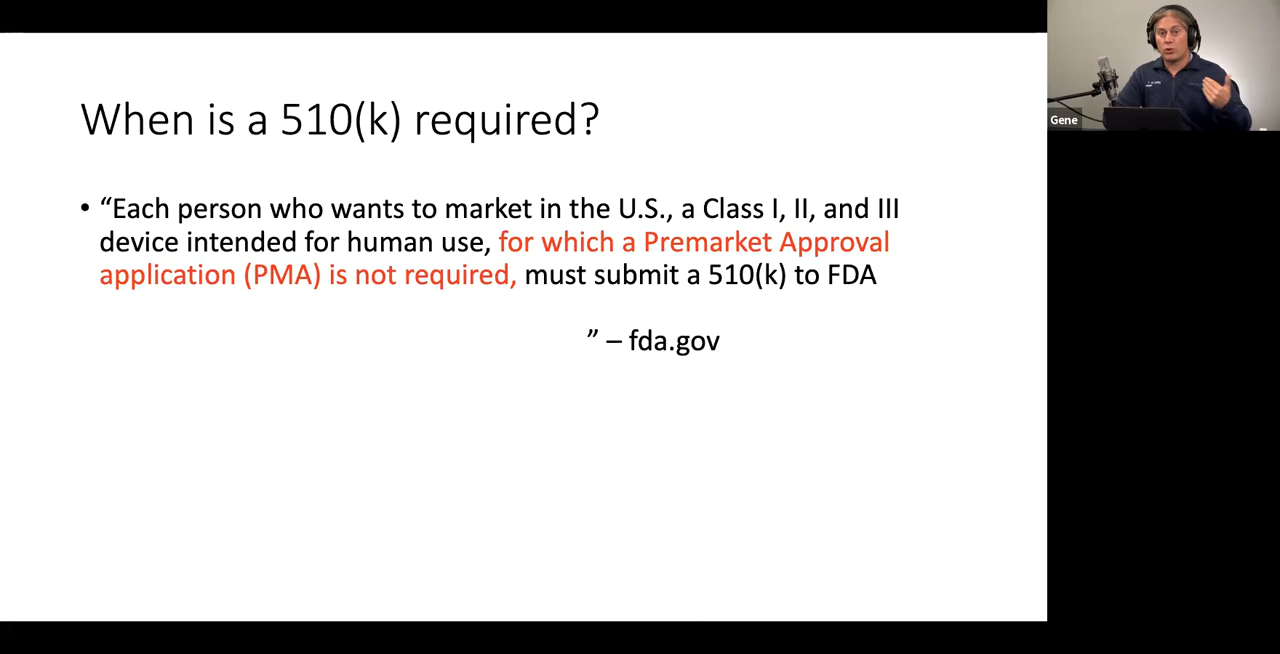 When is a 510(k) required?
• “Each person who wants to market in the U.S., a Class I, II, and III
device intended for human use, for which a Premarket Approval
application (PMA) is not required, must submit a 510(k) to FDA
” – fda.gov
Gene